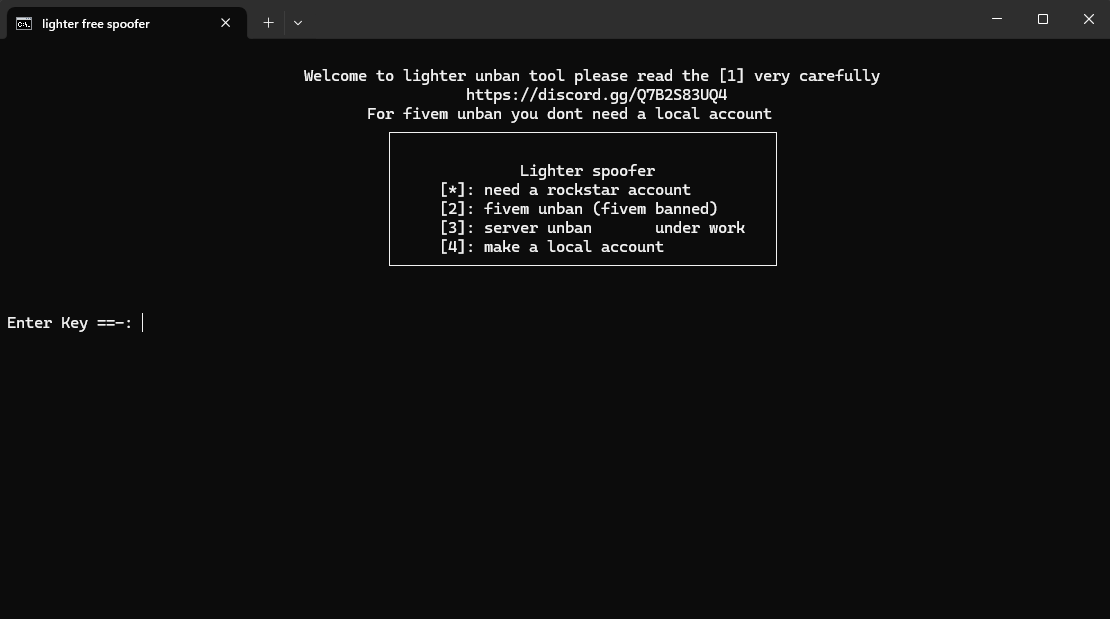 lighter free spoofer
Welcome to lighter unban tool please read the [1] very carefully
https://discord.gg/Q7B2S83UQ4
For fivem unban you dont need a local account
Lighter spoofer
[*]: need a rockstar account
[2]: fivem unban (fivem banned)
[3]: server unban       under work
[4]: make a local account
Enter Key ==-: